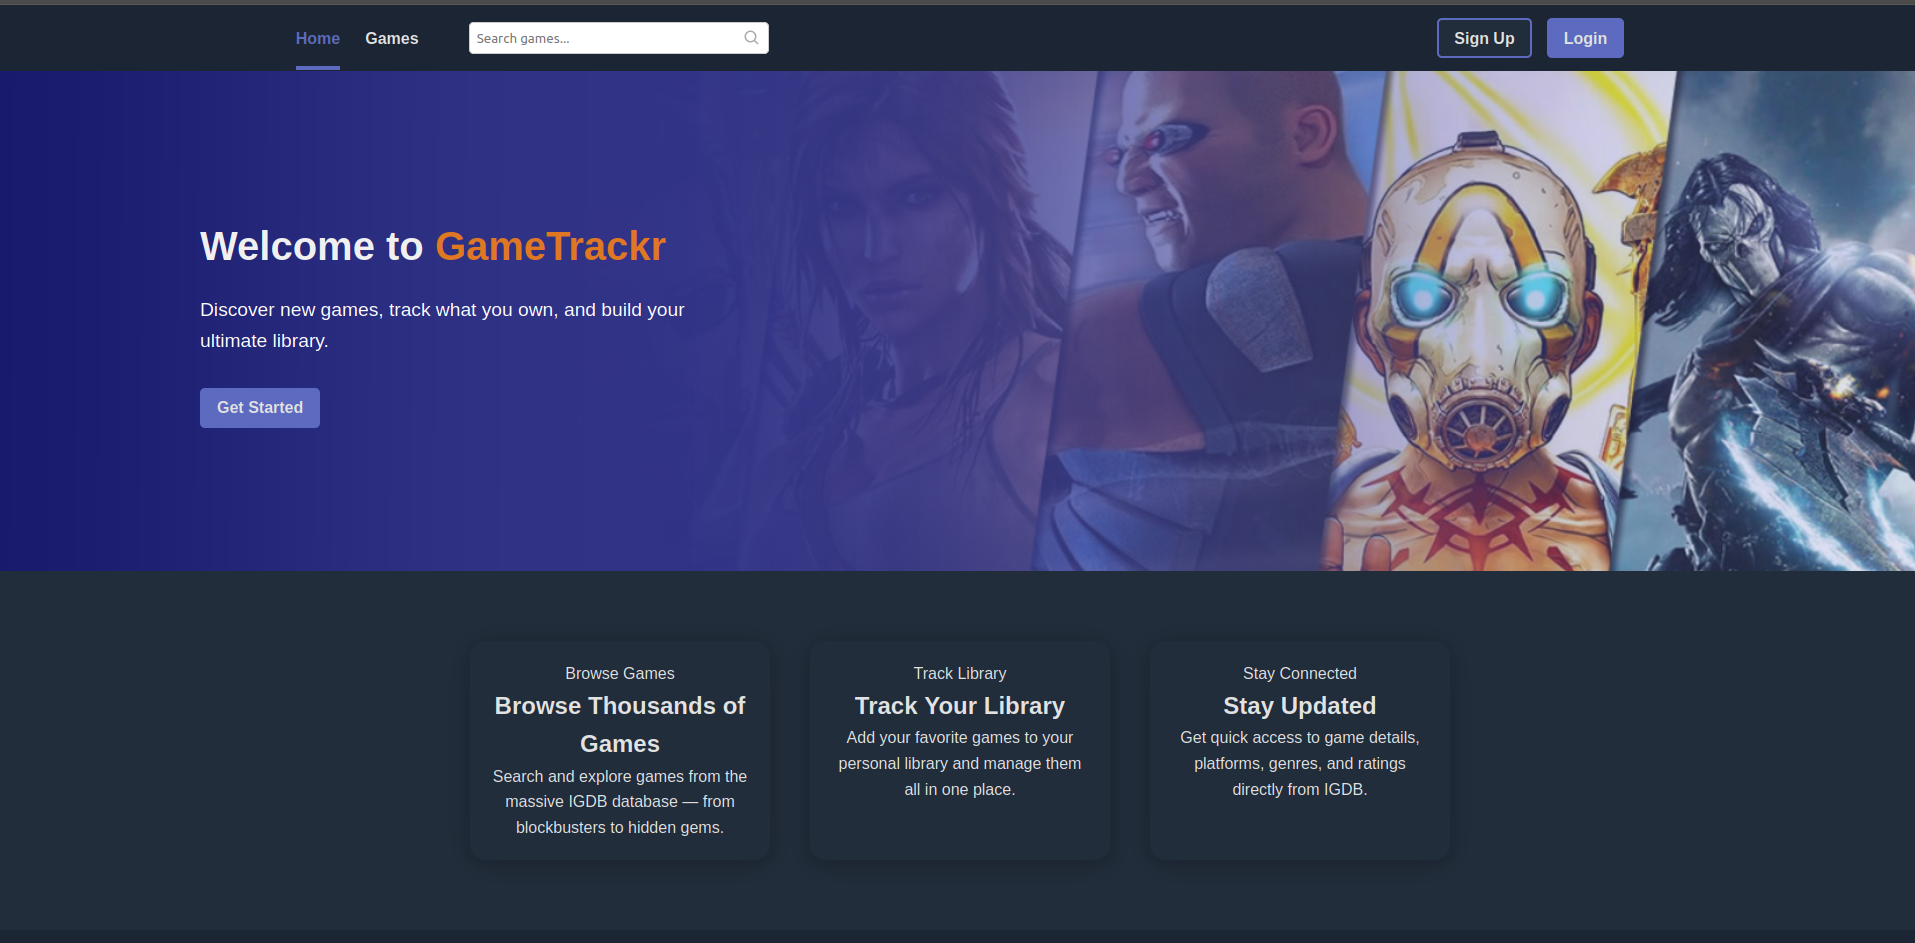 Home
Games
Search games...
Sign Up
Login
Welcome to GameTrackr
Discover new games, track what you own, and build your
ultimate library.
Get Started
Browse Games
Browse Thousands of
Games
Search and explore games from the
massive IGDB database — from
blockbusters to hidden gems.
Track Library
Track Your Library
Add your favorite games to your
personal library and manage them
all in one place.
Stay Connected
Stay Updated
Get quick access to game details,
platforms, genres, and ratings
directly from IGDB.